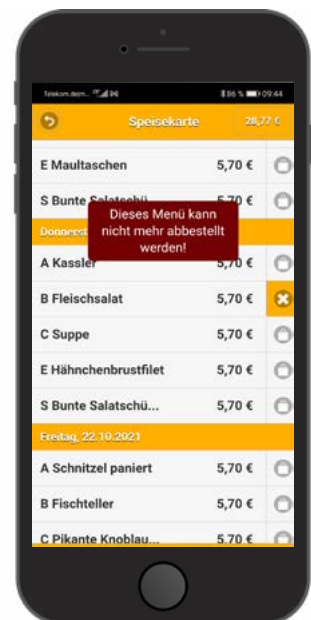 86 % 09:44
Speisekarte 28,77 €
E Maultaschen 5,70 €
S Bunte Salatschü... 5,70 €
Dieses Menü kann
nicht mehr abbestellt
werden!
Donnerst
A Kassler 5,70 €
B Fleischsalat 5,70 €
C Suppe 5,70 €
E Hähnchenbrustfilet 5,70 €
S Bunte Salatschü... 5,70 €
Freitag, 22.10.2021
A Schnitzel paniert 5,70 €
B Fischteller 5,70 €
C Pikante Knoblau... 5,70 €